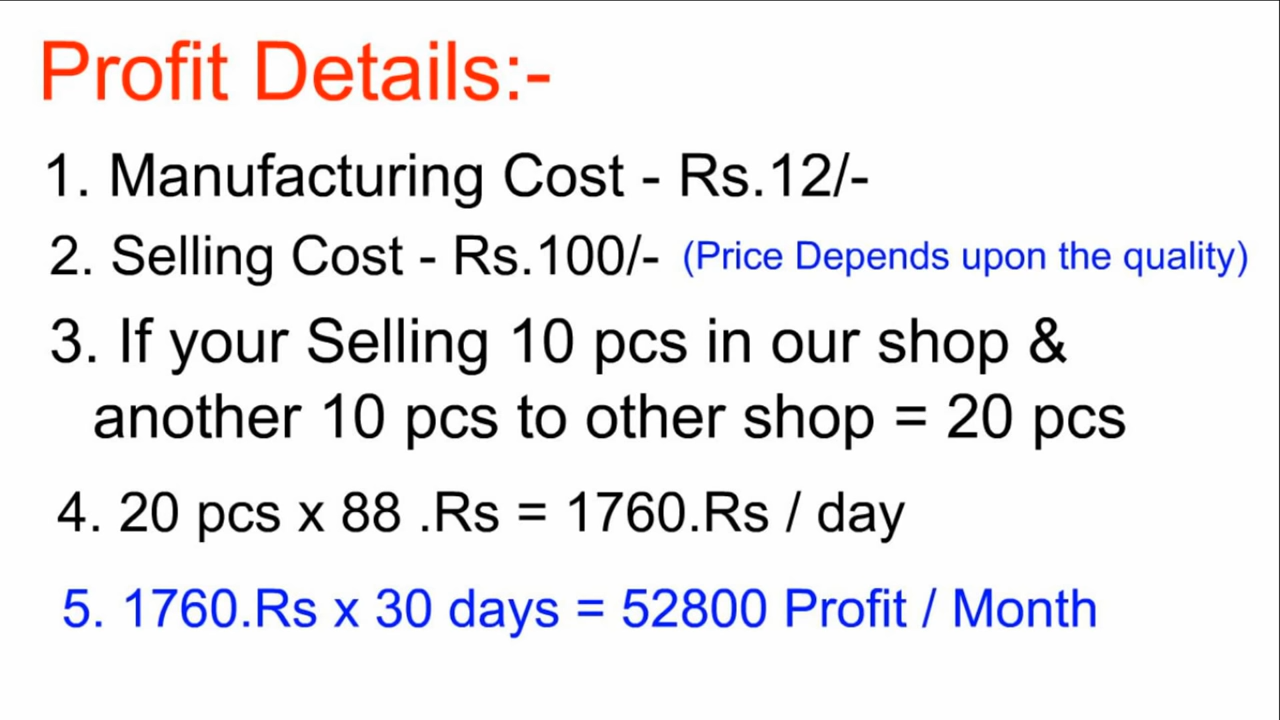 Profit Details:-
1. Manufacturing Cost - Rs.12/-
2. Selling Cost - Rs.100/- (Price Depends upon the quality)
3. If your Selling 10 pcs in our shop &
another 10 pcs to other shop = 20 pcs
4. 20 pcs x 88 .Rs = 1760.Rs / day
5. 1760.Rs x 30 days = 52800 Profit / Month